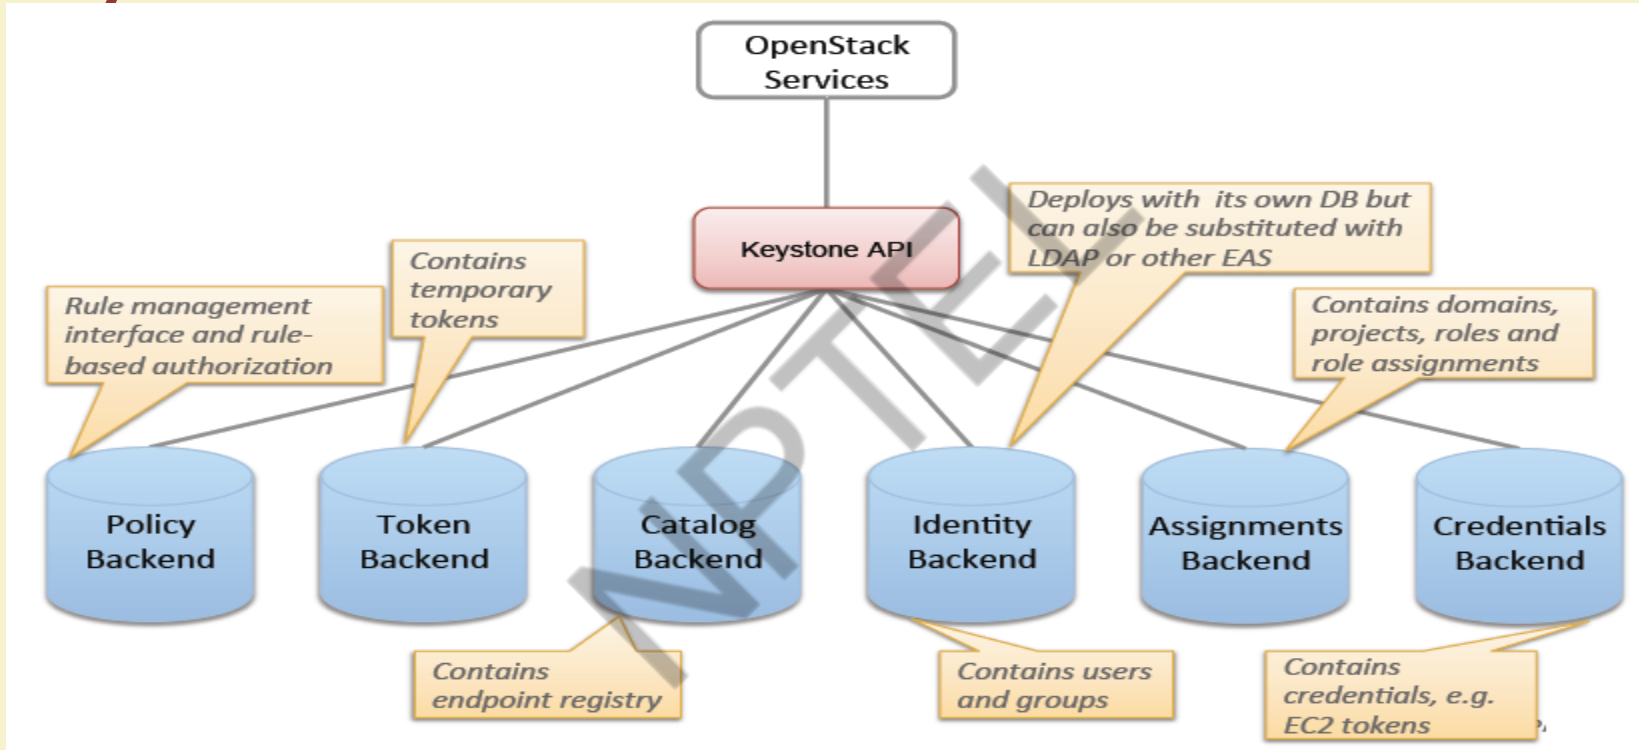 OpenStack
Services
Keystone API
Deploys with its own DB but
can also be substituted with
LDAP or other EAS
Contains
temporary
tokens
Rule management
interface and rule-
based authorization
Contains domains,
projects, roles and
role assignments
Policy
Backend
Token
Backend
Catalog
Backend
Identity
Backend
Assignments
Backend
Credentials
Backend
Contains
endpoint registry
Contains users
and groups
Contains
credentials, e.g.
EC2 tokens
NPTEL